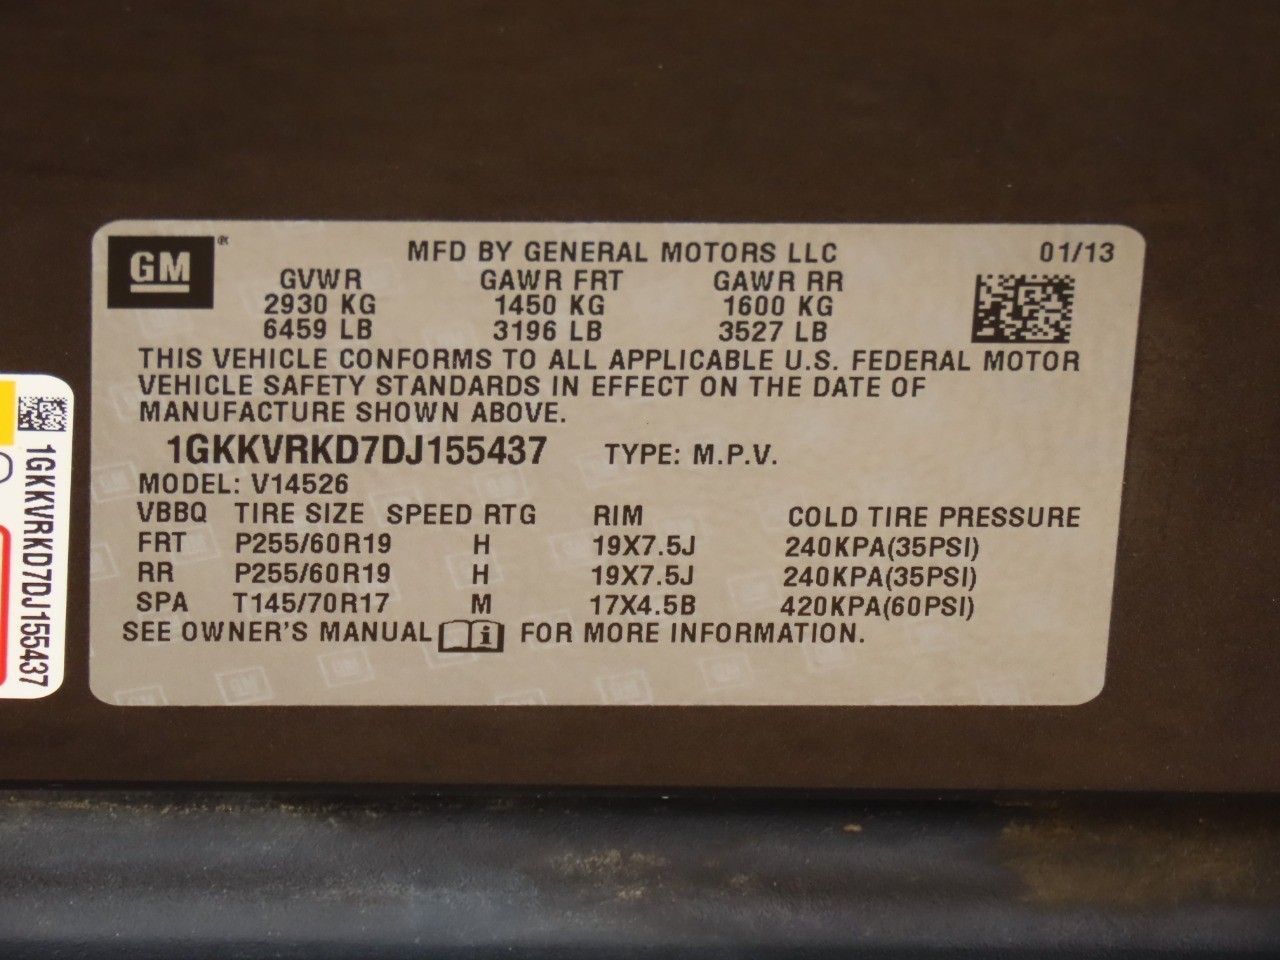 GM ® MFD BY GENERAL MOTORS LLC 01/13
GVWR GAWR FRT GAWR RR
2930 KG 1450 KG 1600 KG
6459 LB 3196 LB 3527 LB
THIS VEHICLE CONFORMS TO ALL APPLICABLE U.S. FEDERAL MOTOR
VEHICLE SAFETY STANDARDS IN EFFECT ON THE DATE OF
MANUFACTURE SHOWN ABOVE.
1GKKVRKD7DJ155437 TYPE: M.P.V.
MODEL: V14526
VBBQ TIRE SIZE SPEED RTG RIM COLD TIRE PRESSURE
FRT P255/60R19 H 19X7.5J 240KPA(35PSI)
RR P255/60R19 H 19X7.5J 240KPA(35PSI)
SPA T145/70R17 M 17X4.5B 420KPA(60PSI)
SEE OWNER'S MANUAL i FOR MORE INFORMATION.
1GKKVRKD7DJ155437